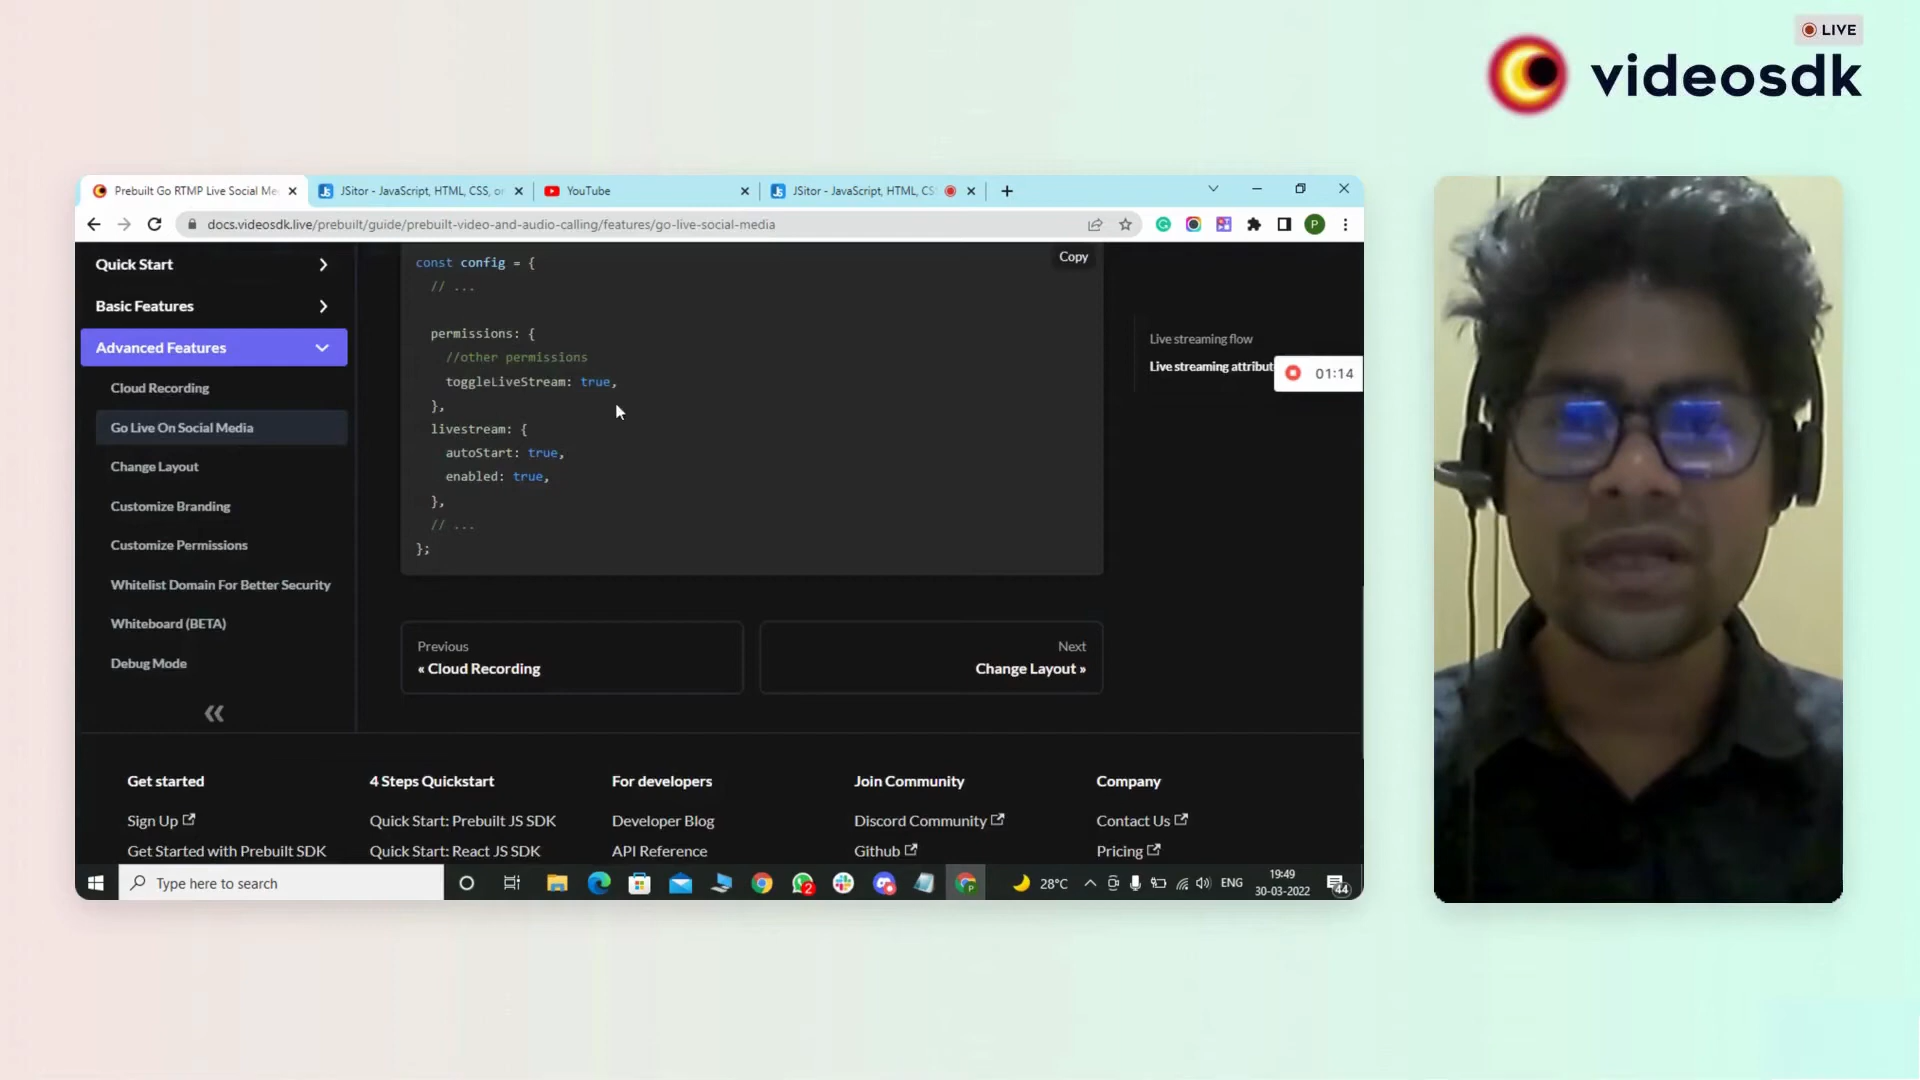 LIVE
videosdk
Prebuilt Go RTMP Live Social Me
JSitor - JavaScript, HTML, CSS, or
YouTube
JSitor - JavaScript, HTML, CS
docs.videosdk.live/prebuilt/guide/prebuilt-video-and-audio-calling/features/go-live-social-media
P
Quick Start
Basic Features
Advanced Features
Cloud Recording
Go Live On Social Media
Change Layout
Customize Branding
Customize Permissions
Whitelist Domain For Better Security
Whiteboard (BETA)
Debug Mode
const config = {
// ...
permissions: {
//other permissions
toggleLiveStream: true,
},
livestream: {
autoStart: true,
enabled: true,
},
// ...
};
Copy
Live streaming flow
Live streaming attribut
01:14
Previous
« Cloud Recording
Next
Change Layout »
Get started
Sign Up
Get Started with Prebuilt SDK
4 Steps Quickstart
Quick Start: Prebuilt JS SDK
Quick Start: React JS SDK
For developers
Developer Blog
API Reference
Join Community
Discord Community
Github
Company
Contact Us
Pricing
Type here to search
2
28°C
ENG
19:49
30-03-2022
44